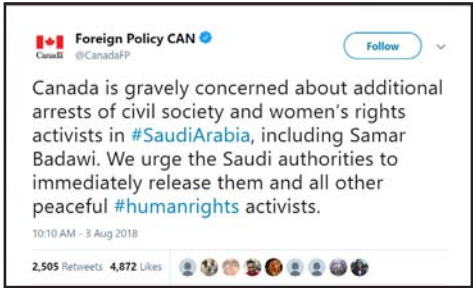 Foreign Policy CAN
Canada
@CanadaFP
Follow
Canada is gravely concerned about additional
arrests of civil society and women's rights
activists in #SaudiArabia, including Samar
Badawi. We urge the Saudi authorities to
immediately release them and all other
peaceful #humanrights activists.
10:10 AM - 3 Aug 2018
2,505 Retweets 4,872 Likes